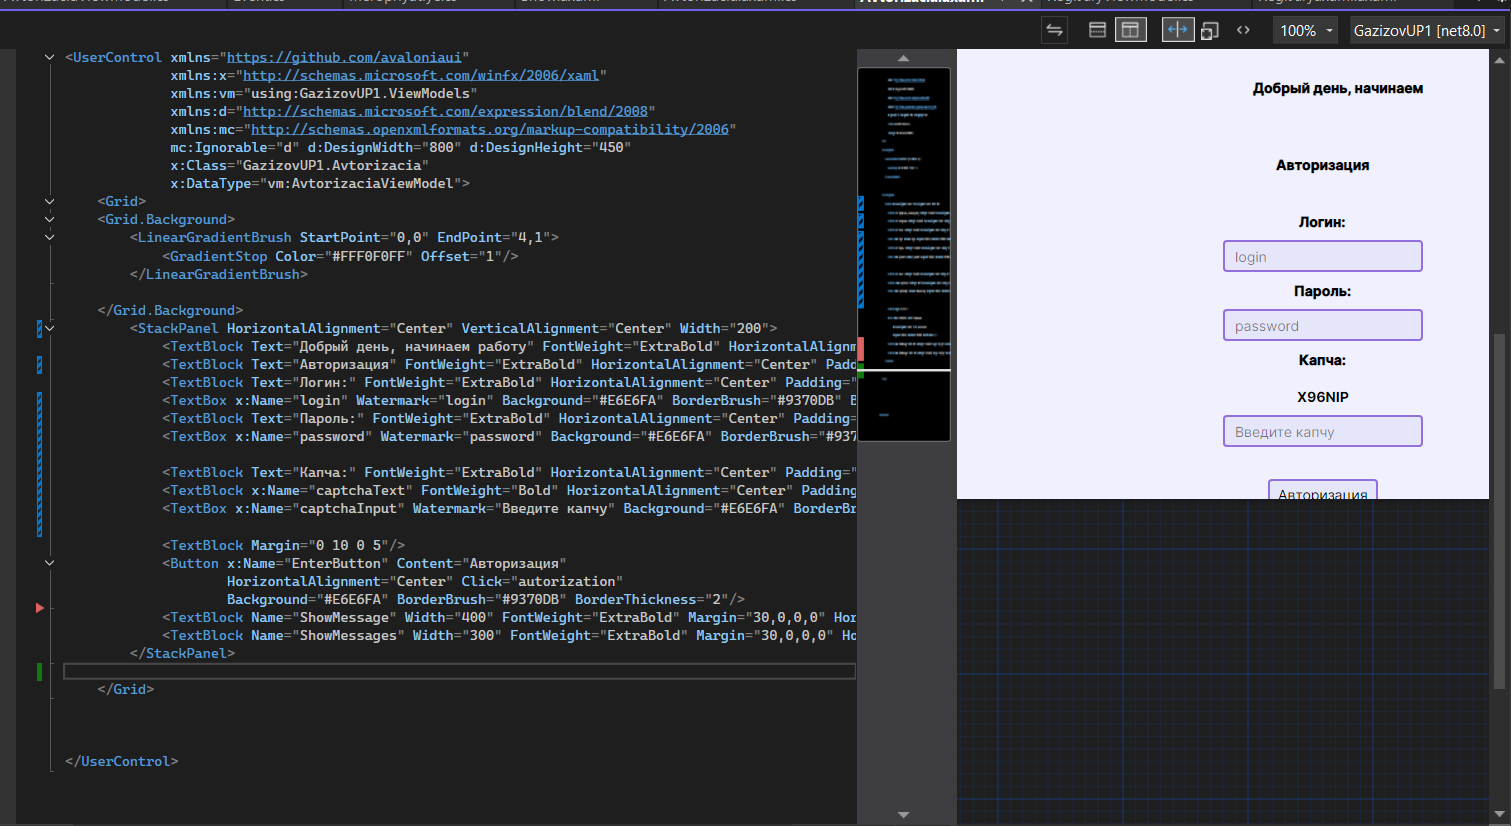 100%
GazizovUP1 [net8.0]
<UserControl xmlns="https://github.com/avaloniaui"
xmlns:x="http://schemas.microsoft.com/winfx/2006/xaml"
xmlns:vm="using:GazizovUP1.ViewModels"
xmlns:d="http://schemas.microsoft.com/expression/blend/2008"
xmlns:mc="http://schemas.openxmlformats.org/markup-compatibility/2006"
mc:Ignorable="d" d:DesignWidth="800" d:DesignHeight="450"
x:Class="GazizovUP1.Avtorizacia"
x:DataType="vm:AvtorizaciaViewModel">
<Grid>
<Grid.Background>
<LinearGradientBrush StartPoint="0,0" EndPoint="4,1">
<GradientStop Color="#FFF0F0FF" Offset="1"/>
</LinearGradientBrush>
</Grid.Background>
<StackPanel HorizontalAlignment="Center" VerticalAlignment="Center" Width="200">
<TextBlock Text="Добрый день, начинаем работу" FontWeight="ExtraBold" HorizontalAlignm
<TextBlock Text="Авторизация" FontWeight="ExtraBold" HorizontalAlignment="Center" Padd
<TextBlock Text="Логин:" FontWeight="ExtraBold" HorizontalAlignment="Center" Padding="
<TextBox x:Name="login" Watermark="login" Background="#E6E6FA" BorderBrush="#9370DB" B
<TextBlock Text="Пароль:" FontWeight="ExtraBold" HorizontalAlignment="Center" Padding=
<TextBox x:Name="password" Watermark="password" Background="#E6E6FA" BorderBrush="#937
<TextBlock Text="Капча:" FontWeight="ExtraBold" HorizontalAlignment="Center" Padding="
<TextBlock x:Name="captchaText" FontWeight="Bold" HorizontalAlignment="Center" Padding
<TextBox x:Name="captchaInput" Watermark="Введите капчу" Background="#E6E6FA" BorderBr
<TextBlock Margin="0 10 0 5"/>
<Button x:Name="EnterButton" Content="Авторизация"
HorizontalAlignment="Center" Click="autorization"
Background="#E6E6FA" BorderBrush="#9370DB" BorderThickness="2"/>
<TextBlock Name="ShowMessage" Width="400" FontWeight="ExtraBold" Margin="30,0,0,0" Hor
<TextBlock Name="ShowMessages" Width="300" FontWeight="ExtraBold" Margin="30,0,0,0" Ho
</StackPanel>
</Grid>
</UserControl>
Добрый день, начинаем
Авторизация
Логин:
login
Пароль:
password
Капча:
X96NIP
Введите капчу
Авторизация